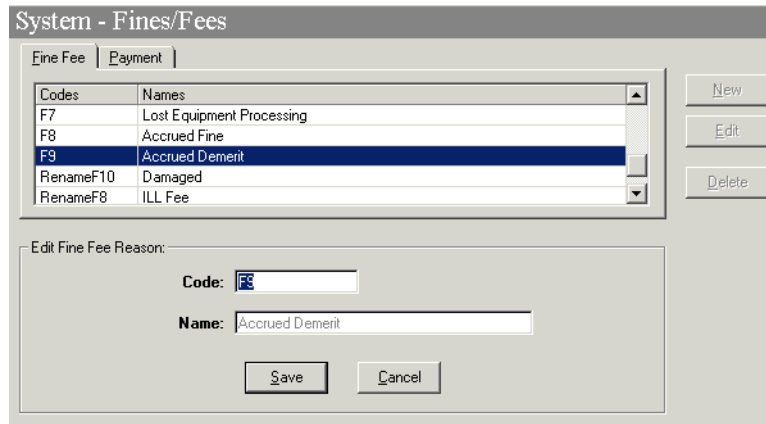 System - Fines/Fees
Fine Fee Payment
Codes Names
F7 Lost Equipment Processing
F8 Accrued Fine
F9 Accrued Demerit
RenameF10 Damaged
RenameF8 ILL Fee
New
Edit
Delete
Edit Fine Fee Reason:
Code: F9
Name: Accrued Demerit
Save Cancel